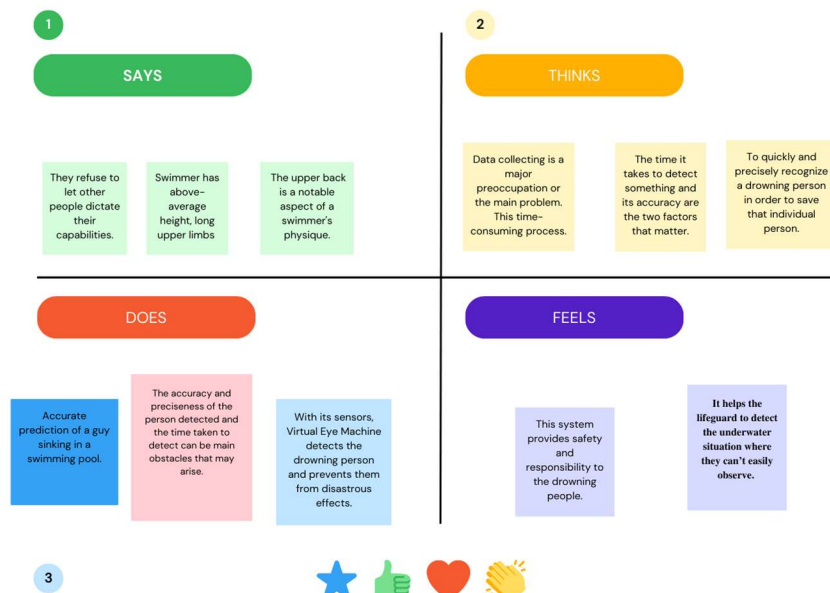 1
SAYS
They refuse to
let other
people dictate
their
capabilities.
Swimmer has
above-
average
height, long
upper limbs
The upper back
is a notable
aspect of a
swimmer's
physique.
2
THINKS
Data collecting is a
major
preoccupation or
the main problem.
This time-
consuming process.
The time it
takes to detect
something and
its accuracy are
the two factors
that matter.
To quickly and
precisely recognize
a drowning person
in order to save
that individual
person.
DOES
Accurate
prediction of a guy
sinking in a
swimming pool.
The accuracy and
preciseness of the
person detected and
the time taken to
detect can be main
obstacles that may
arise.
With its sensors,
Virtual Eye Machine
detects the
drowning person
and prevents them
from disastrous
effects.
FEELS
This system
provides safety
and
responsibility to
the drowning
people.
It helps the
lifeguard to detect
the underwater
situation where
they can't easily
observe.
3